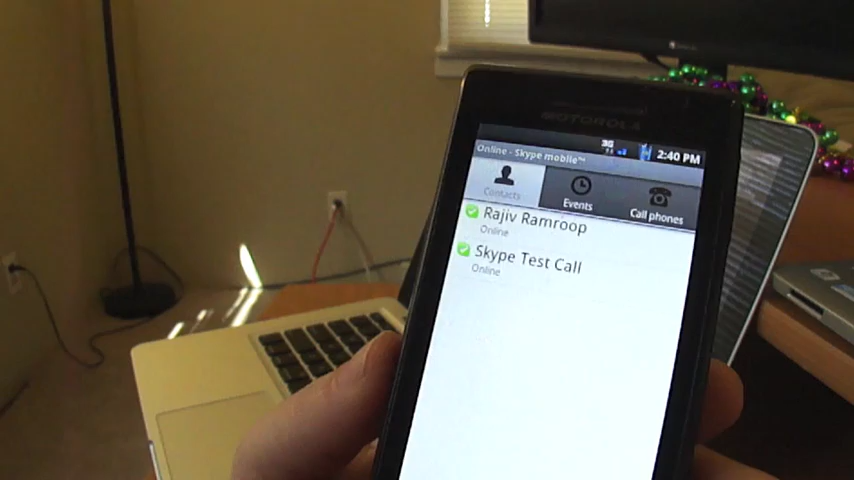 MOTOROLA
3G
2:40 PM
Online - Skype mobile™
Contacts
Events
Call phones
Rajiv Ramroop
Online
Skype Test Call
Online